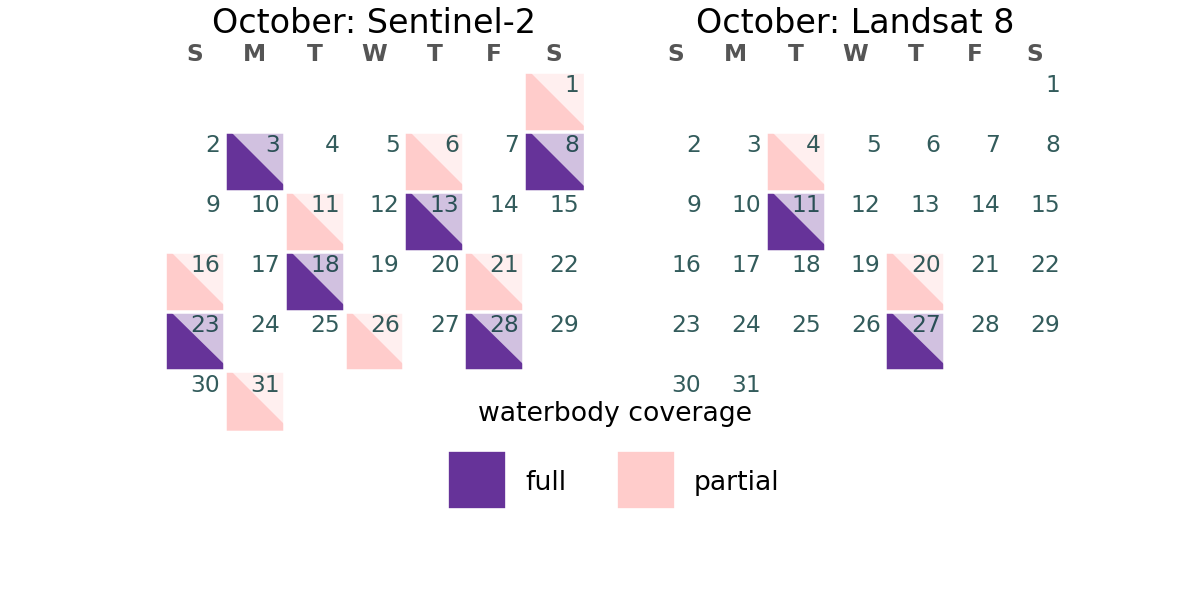 October: Sentinel-2
S M T W T F S
1
2 3 4 5 6 7 8
9 10 11 12 13 14 15
16 17 18 19 20 21 22
23 24 25 26 27 28 29
30 31
October: Landsat 8
S M T W T F S
1
2 3 4 5 6 7 8
9 10 11 12 13 14 15
16 17 18 19 20 21 22
23 24 25 26 27 28 29
30 31
waterbody coverage
full
partial